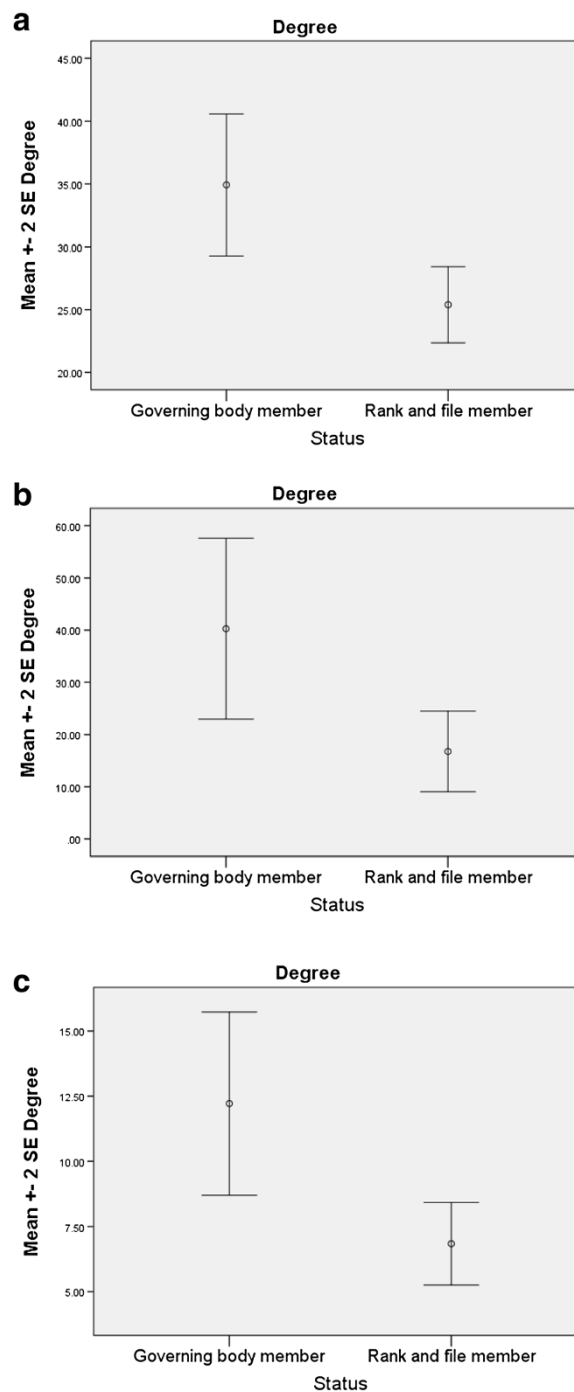 a
Degree
Mean +- 2 SE Degree
45.00
40.00
35.00
30.00
25.00
20.00
Governing body member Rank and file member
Status
b
Degree
Mean +- 2 SE Degree
60.00
50.00
40.00
30.00
20.00
10.00
.00
Governing body member Rank and file member
Status
c
Degree
Mean +- 2 SE Degree
15.00
12.50
10.00
7.50
5.00
Governing body member Rank and file member
Status